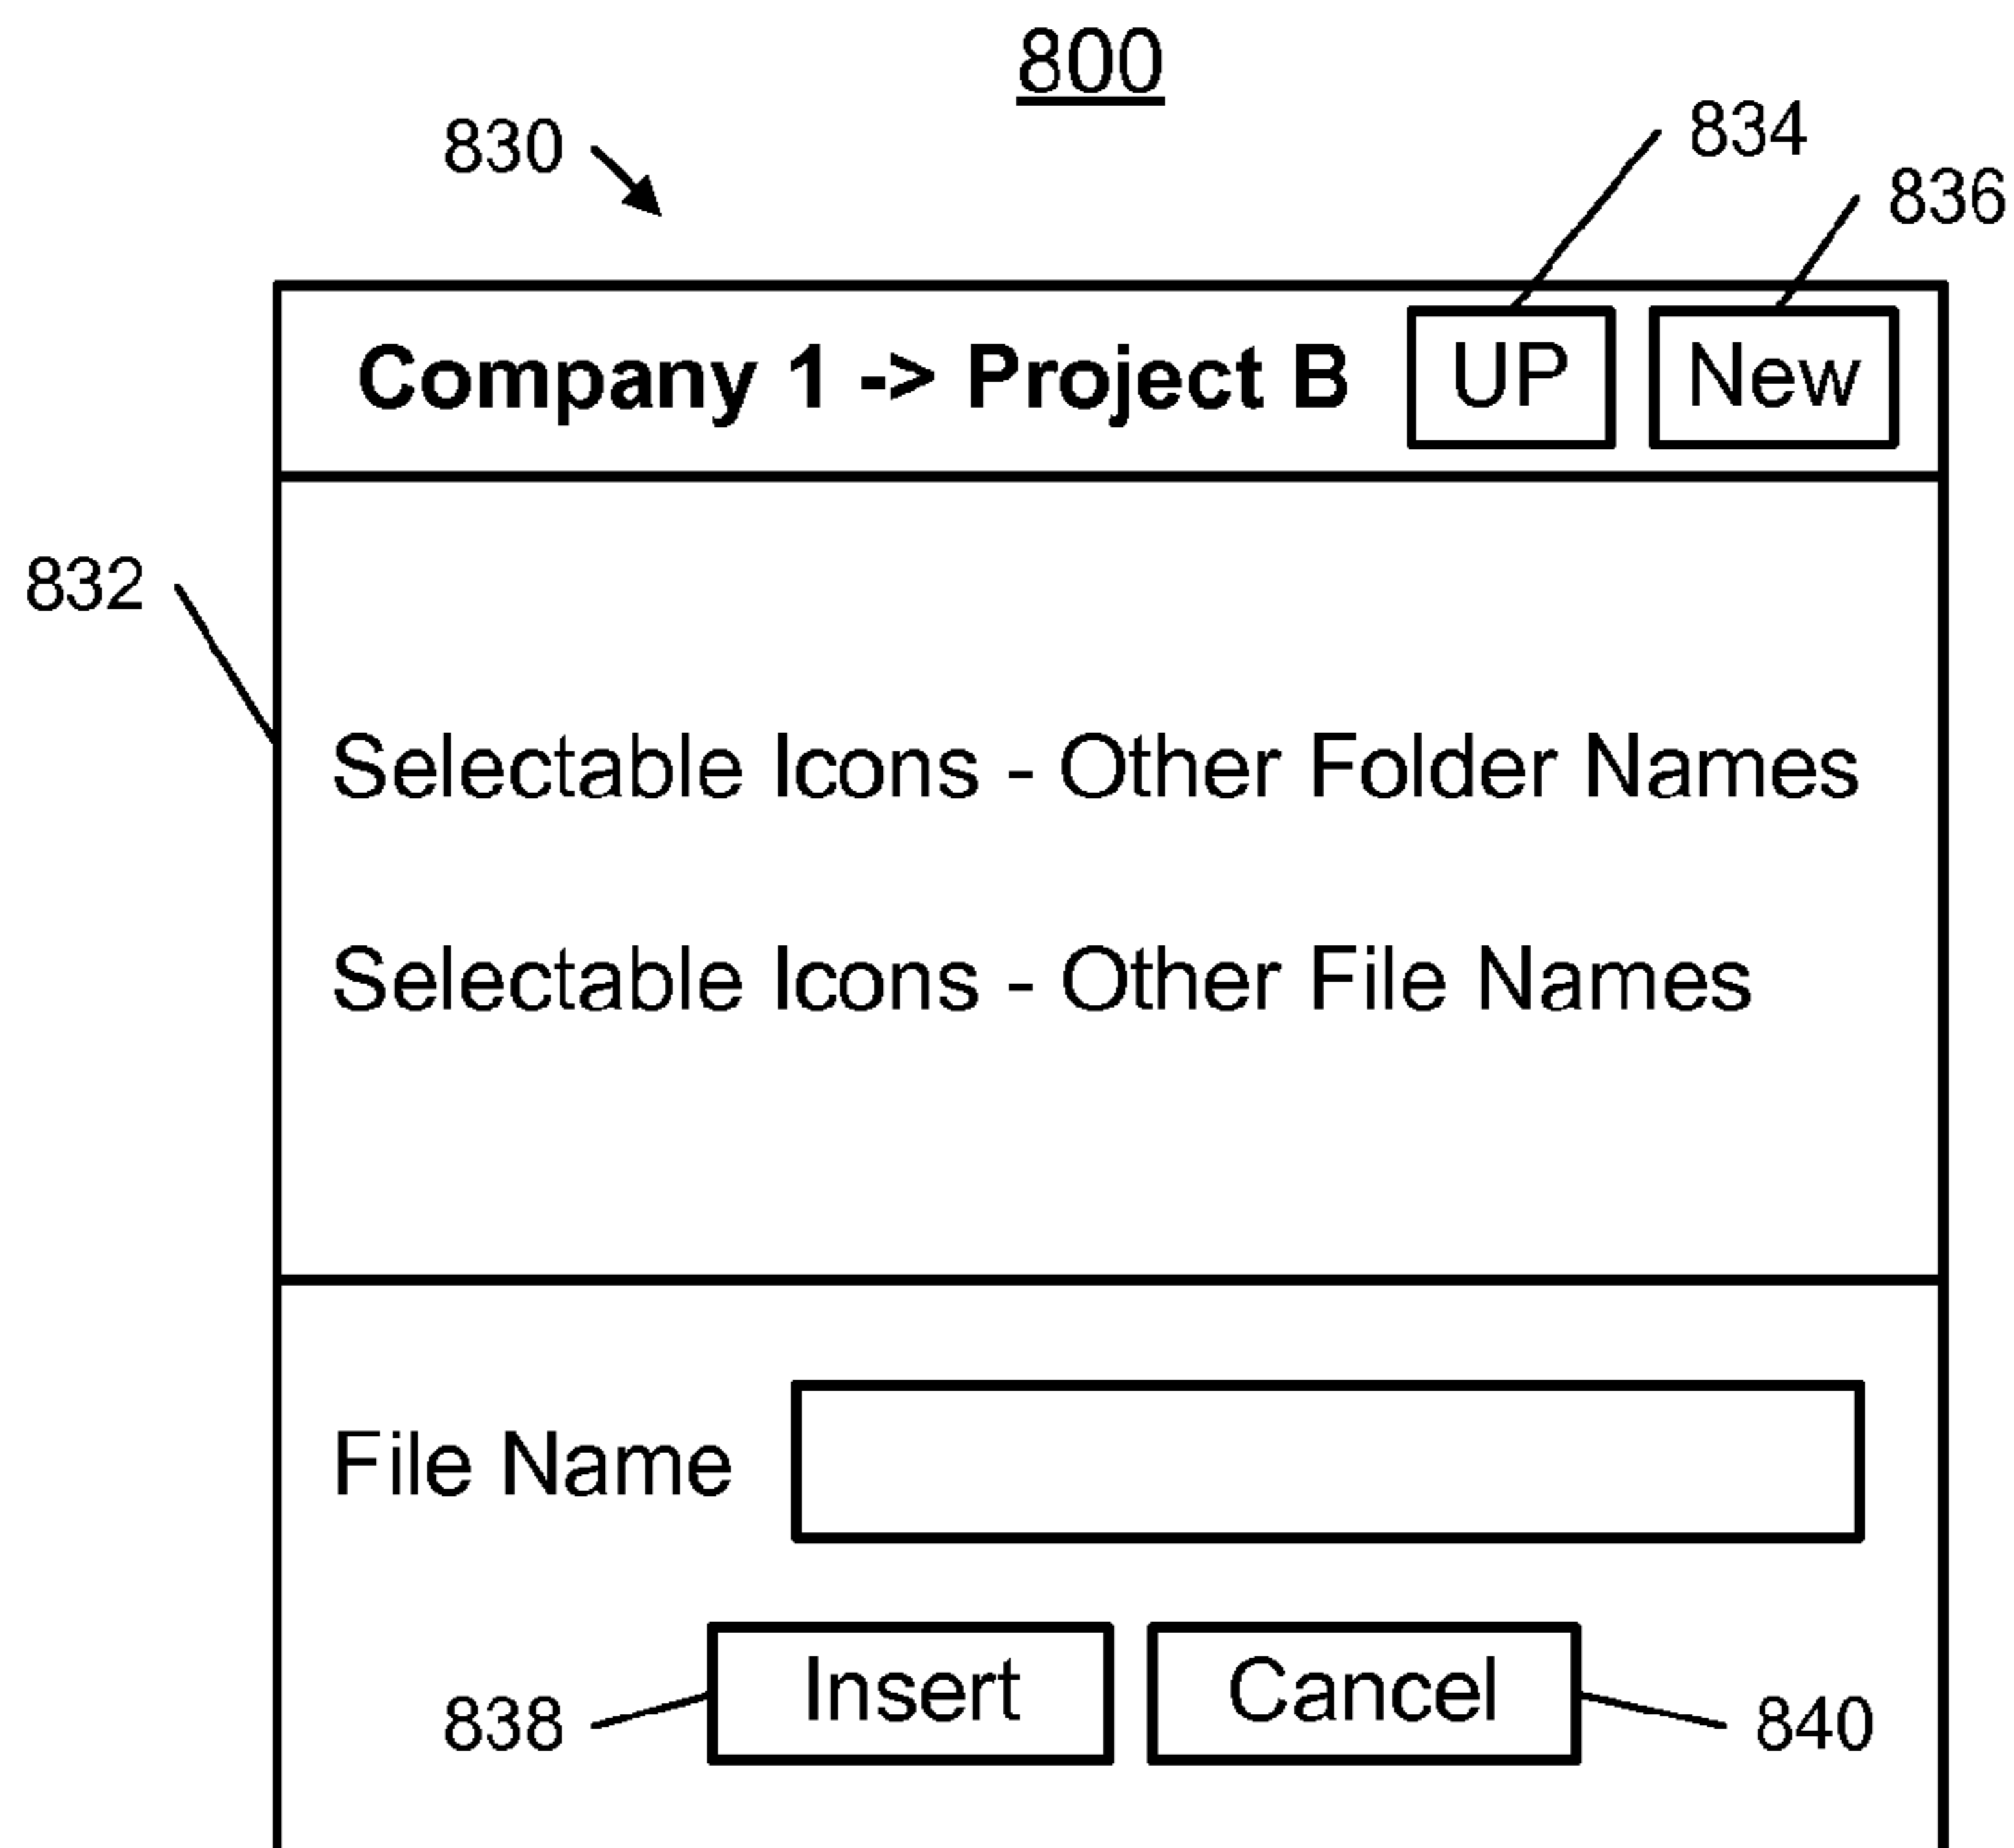 800
830
834
836
Company 1 -> Project B UP New
832
Selectable Icons - Other Folder Names
Selectable Icons - Other File Names
File Name
Insert Cancel
838
840